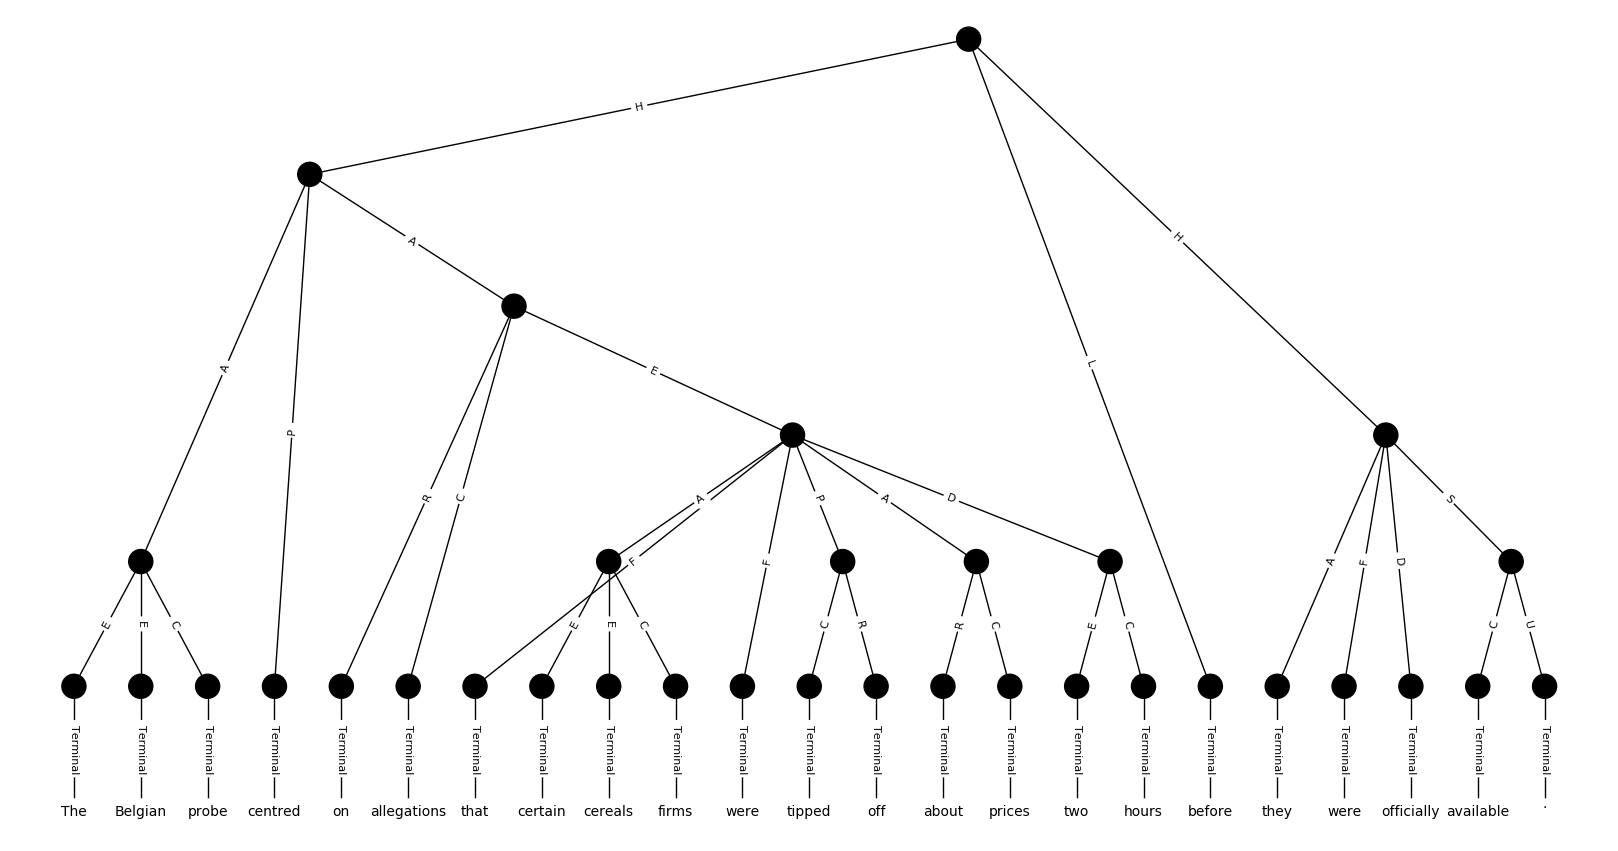 H
A
A
P
L
H
E
R
C
A
F
F
P
A
D
A
F
D
S
E
E
C
E
E
C
C
R
R
C
E
C
C
U
Terminal Terminal Terminal Terminal Terminal Terminal Terminal Terminal Terminal Terminal Terminal Terminal Terminal Terminal Terminal Terminal Terminal Terminal Terminal Terminal Terminal Terminal Terminal
The Belgian probe centred on allegations that certain cereals firms were tipped off about prices two hours before they were officially available .